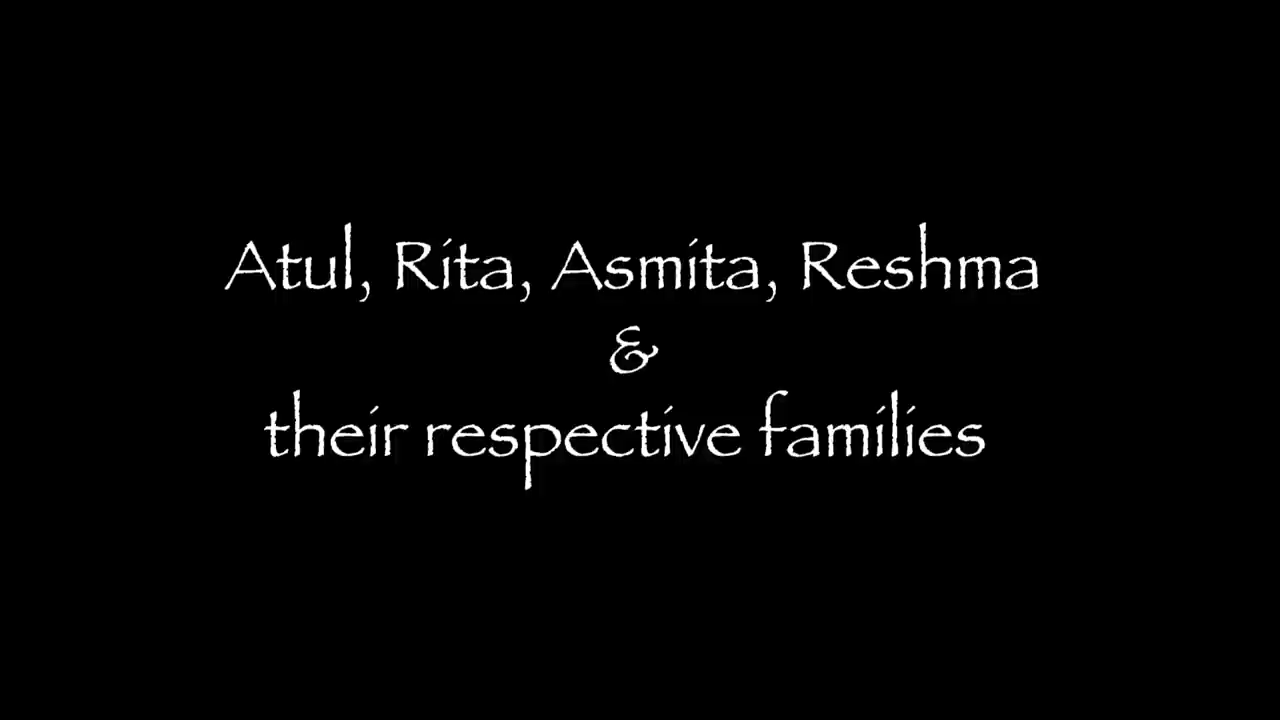 Atul, Rita, Asmita, Reshma
&
their respective families